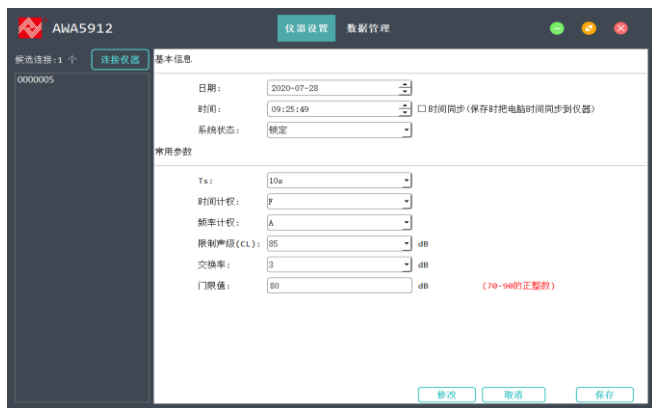 AWA5912
仪器设置 数据管理
候选连接:1 个 连接仪器
0000005
基本信息
日期: 2020-07-28
时间: 09:25:49 口时间同步(保存时把电脑时间同步到仪器)
系统状态: 锁定
常用参数
Ts: 10s
时间计权: F
频率计权: A
限制声级(CL): 85 dB
交换率: 3 dB
门限值: 80 dB (70-90的正整数)
修改 取消 保存